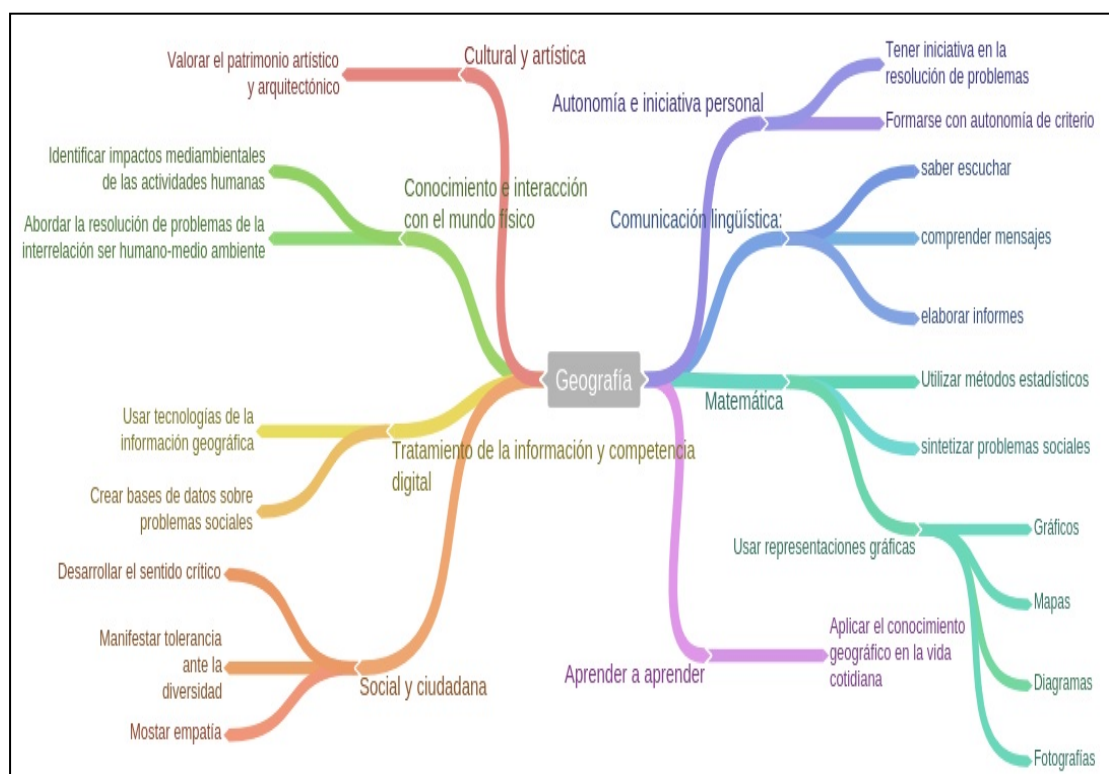 Cultural y artística
Valorar el patrimonio artístico
y arquitectónico
Conocimiento e interacción
con el mundo físico
Identificar impactos mediambientales
de las actividades humanas
Abordar la resolución de problemas de la
interrelación ser humano-medio ambiente
Tratamiento de la información y competencia
digital
Usar tecnologías de la
información geográfica
Crear bases de datos sobre
problemas sociales
Social y ciudadana
Desarrollar el sentido crítico
Manifestar tolerancia
ante la
diversidad
Mostar empatía
Geografía
Autonomía e iniciativa personal
Tener iniciativa en la
resolución de problemas
Formarse con autonomía de criterio
Comunicación lingüística:
saber escuchar
comprender mensajes
elaborar informes
Matemática
Utilizar métodos estadísticos
sintetizar problemas sociales
Usar representaciones gráficas
Gráficos
Mapas
Diagramas
Fotografías
Aprender a aprender
Aplicar el conocimiento
geográfico en la vida
cotidiana